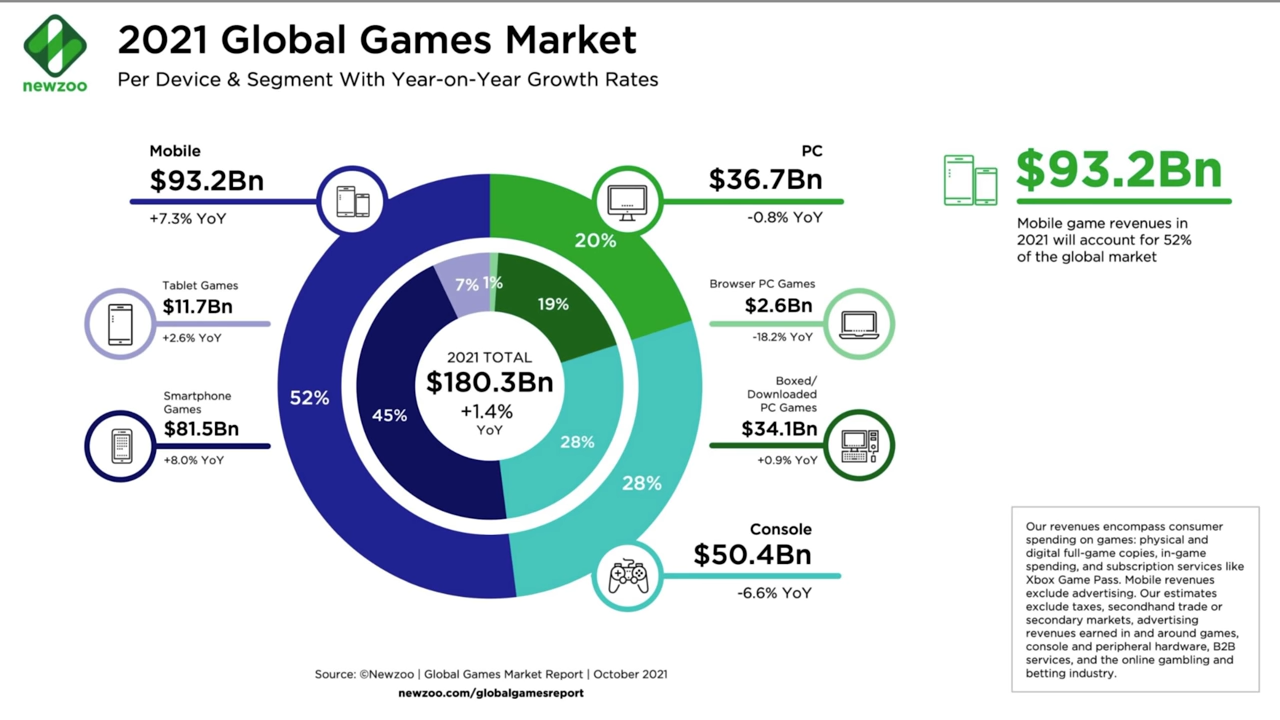 newzoo
2021 Global Games Market
Per Device & Segment With Year-on-Year Growth Rates
Mobile
$93.2Bn
+7.3% YoY
Tablet Games
$11.7Bn
+2.6% YoY
Smartphone
Games
$81.5Bn
+8.0% YoY
52%
45%
7%
1%
19%
20%
28%
28%
2021 TOTAL
$180.3Bn
+1.4%
YoY
PC
$36.7Bn
-0.8% YoY
Browser PC Games
$2.6Bn
-18.2% YoY
Boxed/
Downloaded
PC Games
$34.1Bn
+0.9% YoY
Console
$50.4Bn
-6.6% YoY
$93.2Bn
Mobile game revenues in
2021 will account for 52%
of the global market
Our revenues encompass consumer
spending on games: physical and
digital full-game copies, in-game
spending, and subscription services like
Xbox Game Pass. Mobile revenues
exclude advertising. Our estimates
exclude taxes, secondhand trade or
secondary markets, advertising
revenues earned in and around games,
console and peripheral hardware, B2B
services, and the online gambling and
betting industry.
Source: ©Newzoo | Global Games Market Report | October 2021
newzoo.com/globalgamesreport